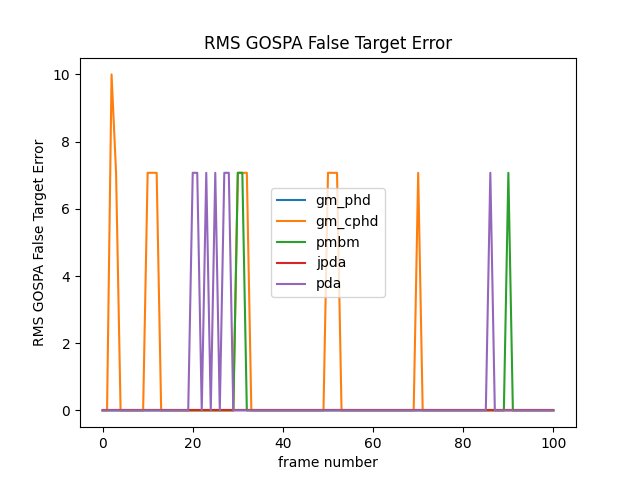 RMS GOSPA False Target Error
RMS GOSPA False Target Error
10
8
6
4
2
0
gm_phd
gm_cphd
pmbm
jpda
pda
0 20 40 60 80 100
frame number